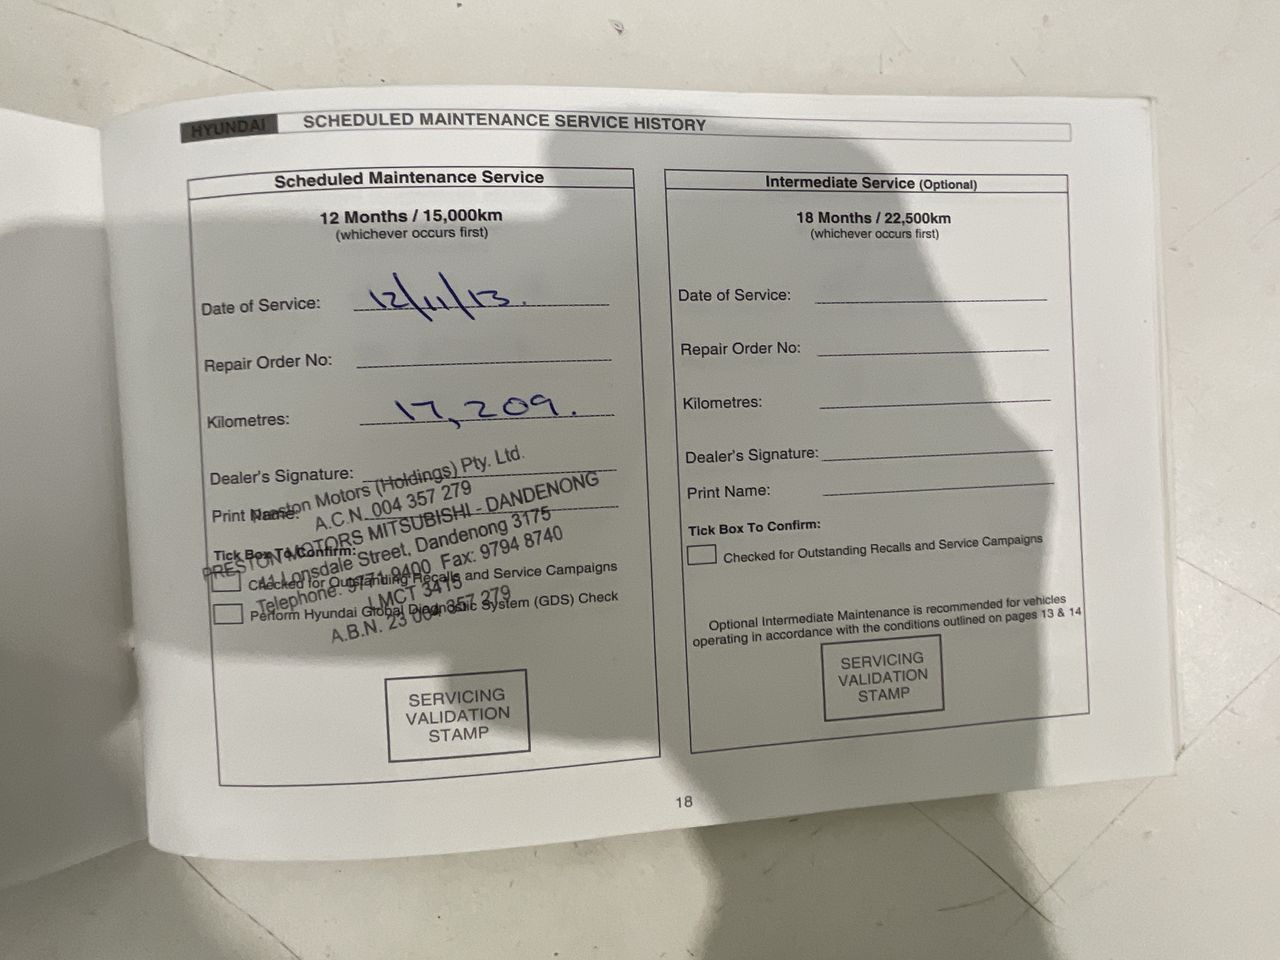 HYUNDAI
SCHEDULED MAINTENANCE SERVICE HISTORY
Scheduled Maintenance Service
12 Months / 15,000km
(whichever occurs first)
Date of Service: 12/11/13.
Repair Order No:
Kilometres: 17,209.
Dealer's Signature:
Print Name:
Tick Box To Confirm:
Checked for Outstanding Recalls and Service Campaigns
Perform Hyundai Global Diagnostic System (GDS) Check
Preston Motors (Holdings) Pty. Ltd.
A.C.N. 004 357 279
PRESTON MOTORS MITSUBISHI - DANDENONG
Lonsdale Street, Dandenong 3175
Telephone: 9771 9400 Fax: 9794 8740
LMCT 3415
A.B.N. 23 004 357 279
SERVICING
VALIDATION
STAMP
Intermediate Service (Optional)
18 Months / 22,500km
(whichever occurs first)
Date of Service:
Repair Order No:
Kilometres:
Dealer's Signature:
Print Name:
Tick Box To Confirm:
Checked for Outstanding Recalls and Service Campaigns
Optional Intermediate Maintenance is recommended for vehicles
operating in accordance with the conditions outlined on pages 13 & 14
SERVICING
VALIDATION
STAMP
18